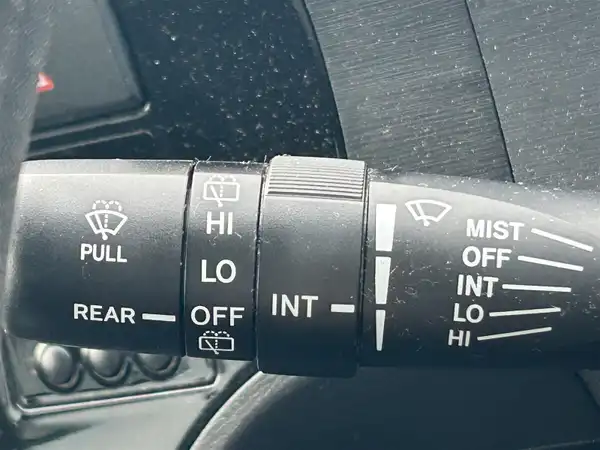 PULL
REAR
HI
LO
OFF
INT
MIST
OFF
INT
LO
HI